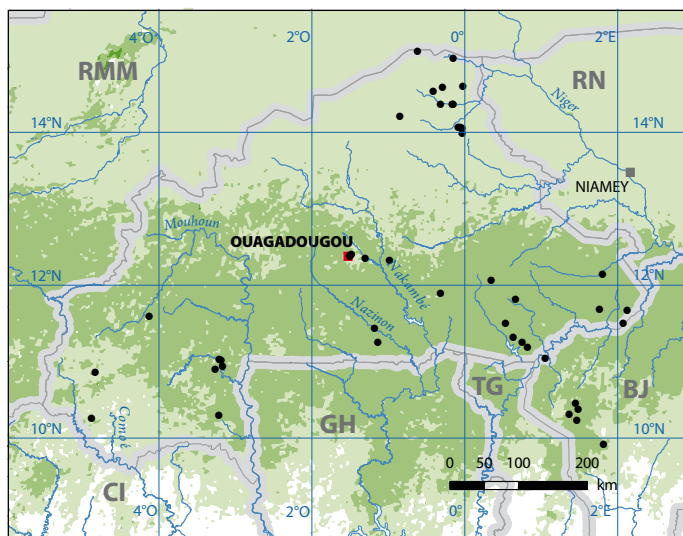 4°O
2°O
0°
2°E
RMM
RN
Niger
14°N
14°N
NIAMEY
Mouhoun
OUAGADOUGOU
Nakambé
12°N
12°N
Nazinon
TG
BJ
GH
Comoé
10°N
10°N
0 50 100 200
km
CI
4°O
2°O
0°
2°E